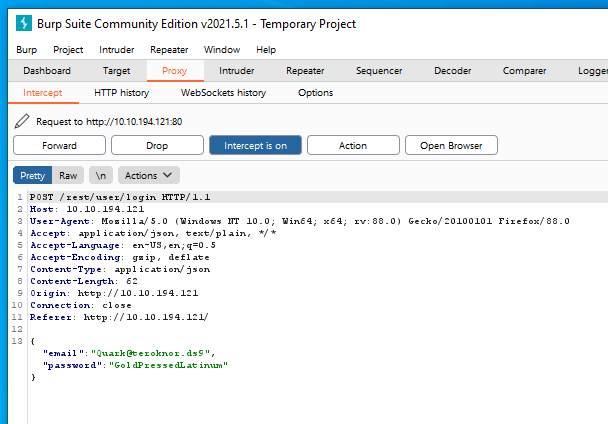 Burp Suite Community Edition v2021.5.1 - Temporary Project
Burp Project Intruder Repeater Window Help
Dashboard Target Proxy Intruder Repeater Sequencer Decoder Comparer Logger
Intercept HTTP history WebSockets history Options
Request to http://10.10.194.121:80
Forward Drop Intercept is on Action Open Browser
Pretty Raw \n Actions
1 POST /rest/user/login HTTP/1.1
2 Host: 10.10.194.121
3 User-Agent: Mozilla/5.0 (Windows NT 10.0; Win64; x64; rv:88.0) Gecko/20100101 Firefox/88.0
4 Accept: application/json, text/plain, */*
5 Accept-Language: en-US,en;q=0.5
6 Accept-Encoding: gzip, deflate
7 Content-Type: application/json
8 Content-Length: 62
9 Origin: http://10.10.194.121
10 Connection: close
11 Referer: http://10.10.194.121/
12
13 {
"email":"Quark@teroknor.ds9",
"password":"GoldPressedLatinum"
}